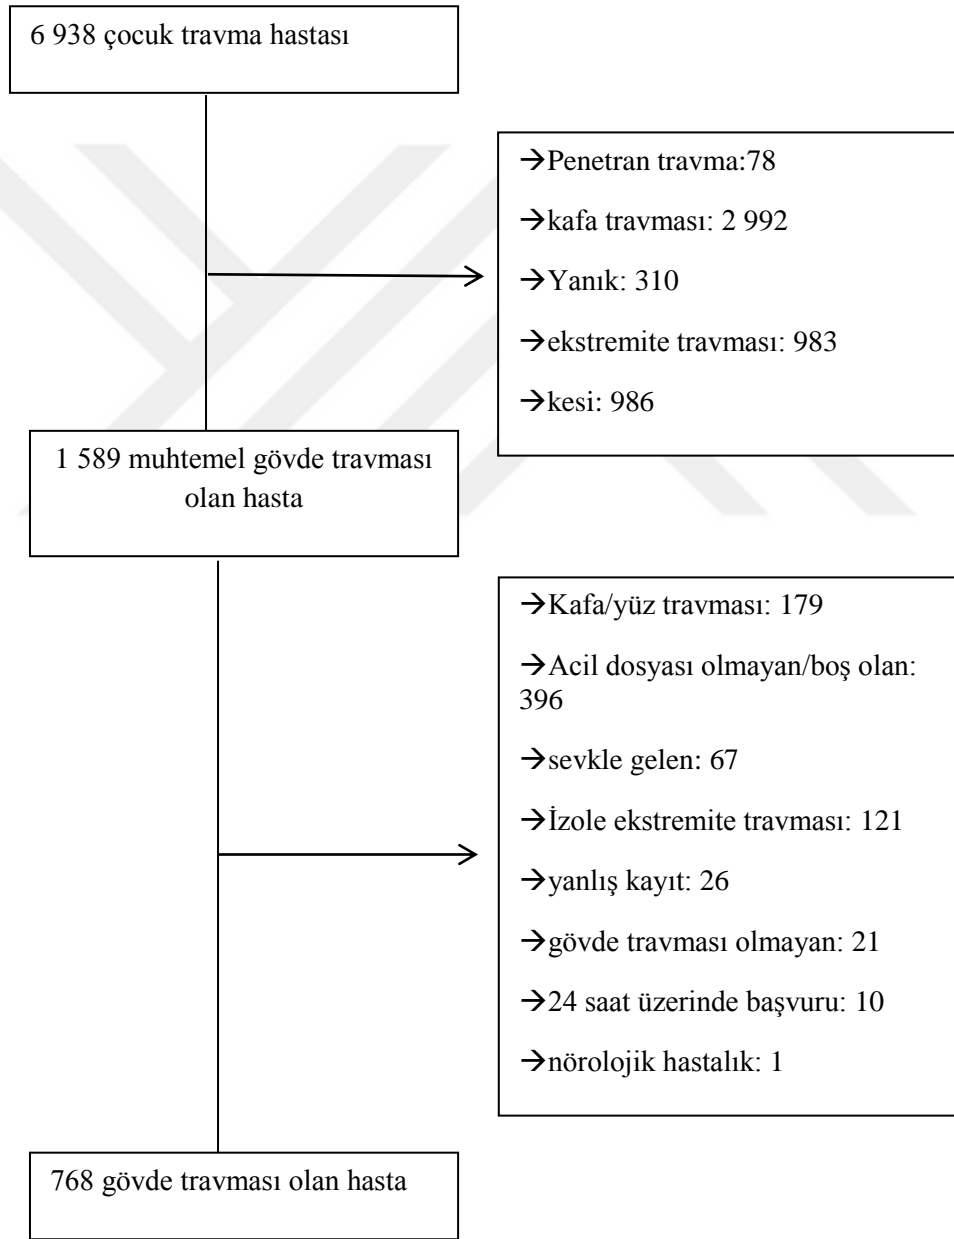 6 938 çocuk travma hastası
→Penetran travma:78
→kafa travması: 2 992
→Yanık: 310
→ekstremite travması: 983
→kesi: 986
1 589 muhtemel gövde travması
olan hasta
→Kafa/yüz travması: 179
→Acil dosyası olmayan/boş olan:
396
→sevkle gelen: 67
→İzole ekstremite travması: 121
→yanlış kayıt: 26
→gövde travması olmayan: 21
→24 saat üzerinde başvuru: 10
→nörolojik hastalık: 1
768 gövde travması olan hasta